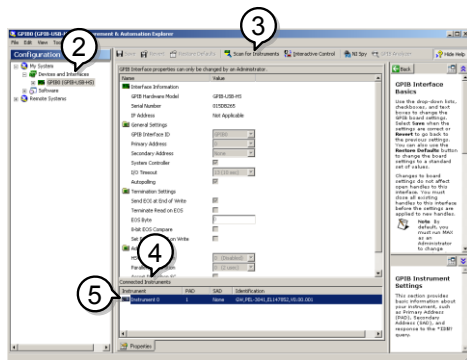 GPIB0 (GPIB-USB-HS)
& Automation Explorer
File Edit View
Configuration
My System
Devices and Interfaces
GPIB0 (GPIB-USB-HS)
Software
Remote Systems
2
3
Save
Revert
Restore Defaults
Scan for Instruments
Interactive Control
NI Spy
GPIB Analyzer
Hide Help
GPIB Interface properties can only be changed by an Administrator.
Name Value
Interface Information
GPIB Hardware Model GPIB-USB-HS
Serial Number 015DB265
IP Address Not Applicable
General Settings
GPIB Interface ID GPIB0
Primary Address 0
Secondary Address None
System Controller
I/O Timeout
Autopolling
Termination Settings
Send EOI at End of Write
Terminate Read on EOS
EOS Byte
8-bit EOS Compare
4
Connected Instruments
5
Instrument PAD SAD Identification
Instrument 0 1 None
Properties
Back
GPIB Interface
Basics
Use the drop-down lists,
checkboxes, and text
boxes to change the
GPIB board settings.
Select Save when the
settings are correct or
Revert to go back to
the previous settings.
You can also use the
Restore Defaults button
to change the board
settings to a standard
set of values.
Changes to board
settings do not affect
open handles to this
interface. You must
close all existing
handles to this interface
before the settings are
applied to new handles.
Note By
default, you
must run MAX
as an
Administrator
to change
GPIB Instrument
Settings
This section provides
basic information about
your instrument, such
as Primary Address
(PAD), Secondary
Address (SAD), and
response to the *IDN?
query.